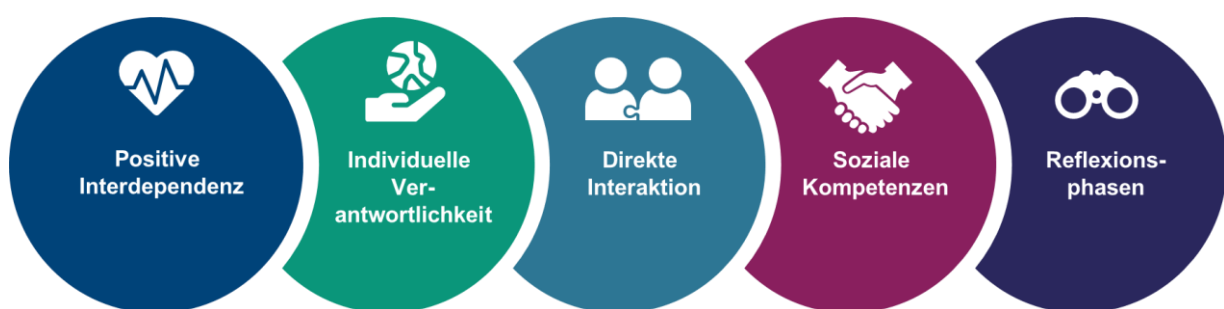 Positive
Interdependenz
Individuelle
Ver-
antwortlichkeit
Direkte
Interaktion
Soziale
Kompetenzen
Reflexions-
phasen